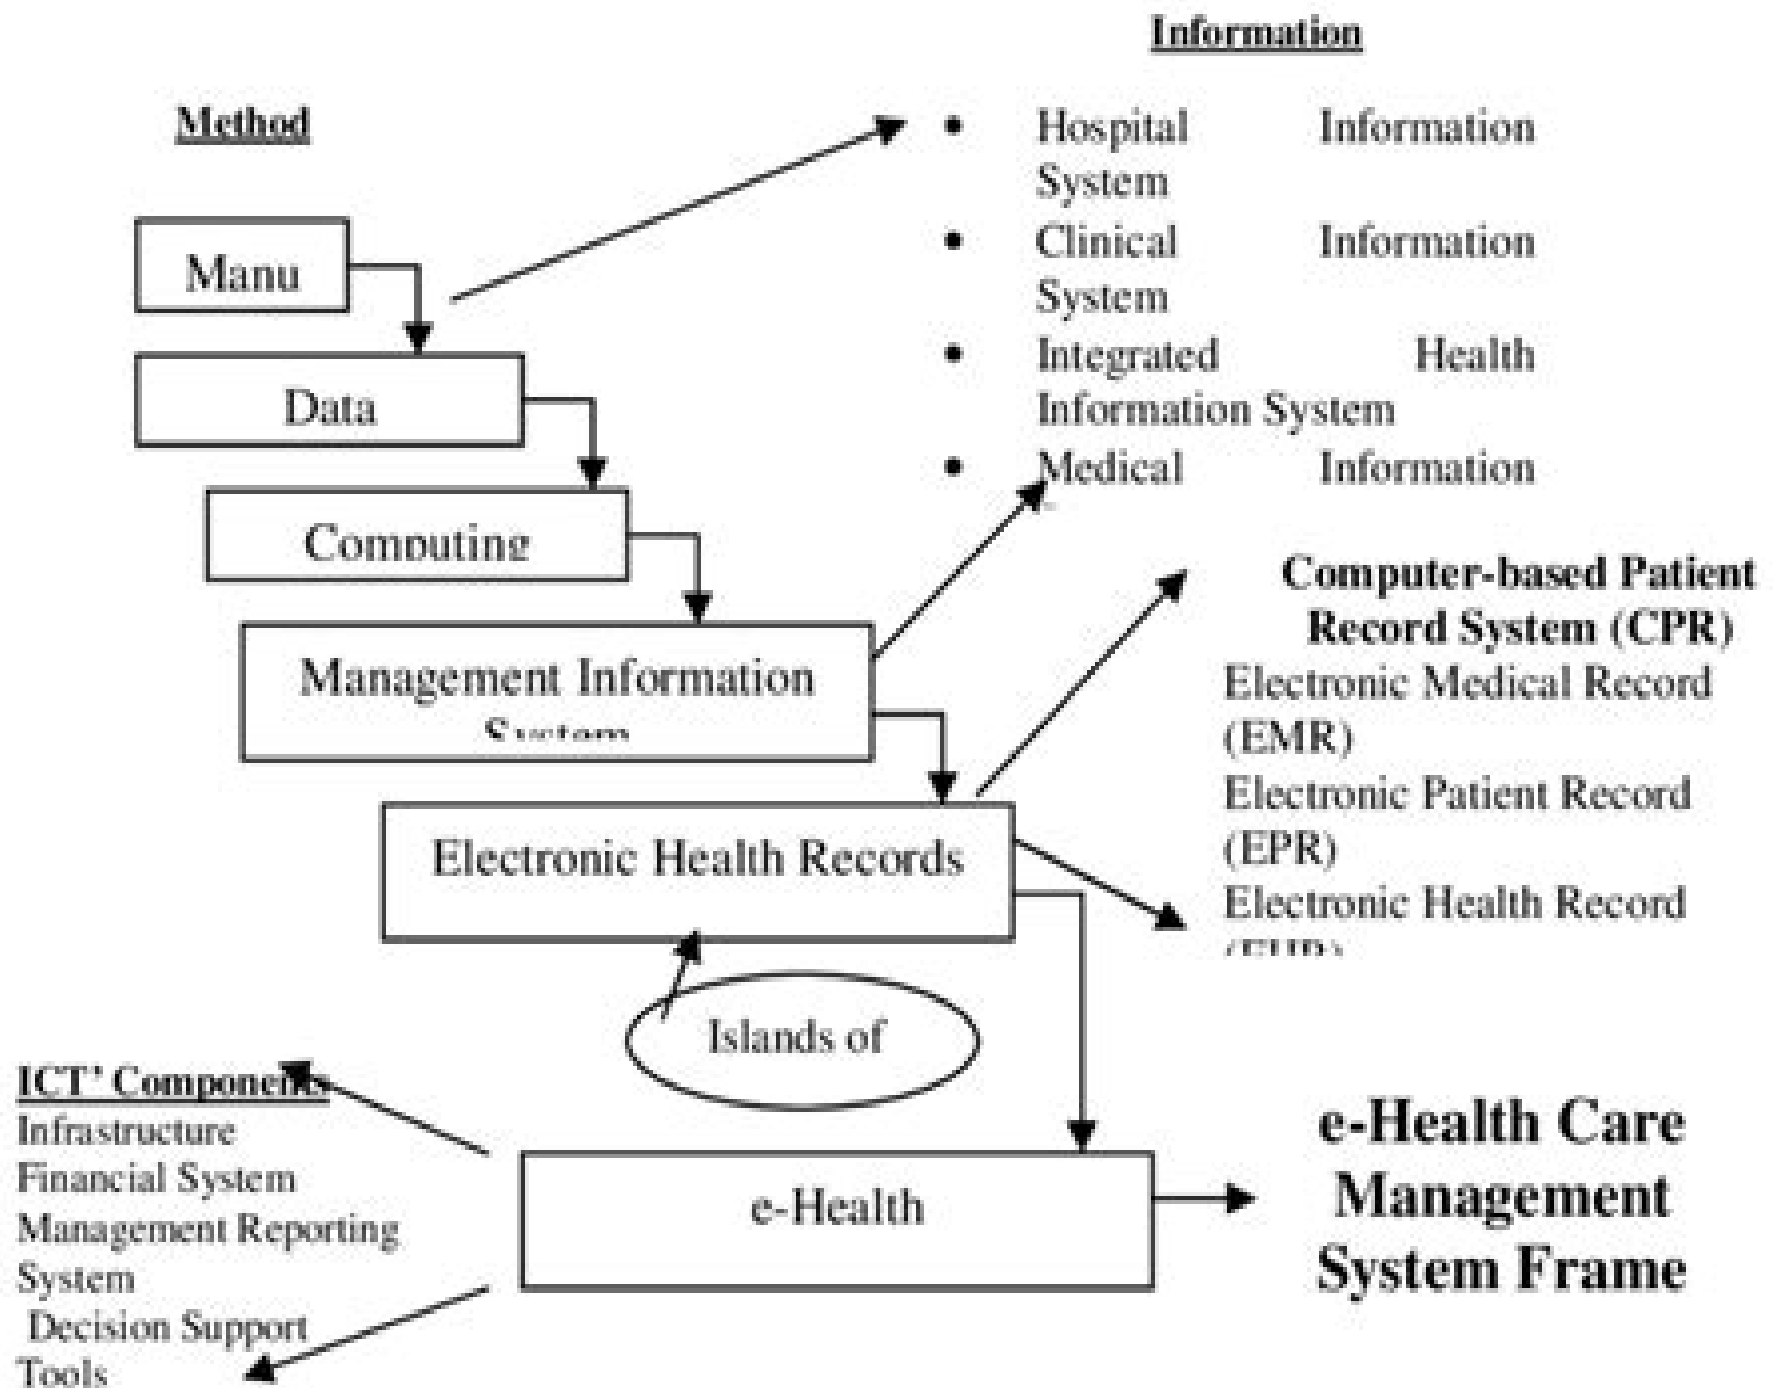 Information
Method
• Hospital Information
System
• Clinical Information
System
• Integrated Health
Information System
• Medical Information
Manu
Data
Computing
Management Information
System
Computer-based Patient
Record System (CPR)
Electronic Medical Record
(EMR)
Electronic Patient Record
(EPR)
Electronic Health Record
(EHR)
Electronic Health Records
Islands of
ICT' Components
Infrastructure
Financial System
Management Reporting
System
Decision Support
Tools
e-Health
e-Health Care
Management
System Frame